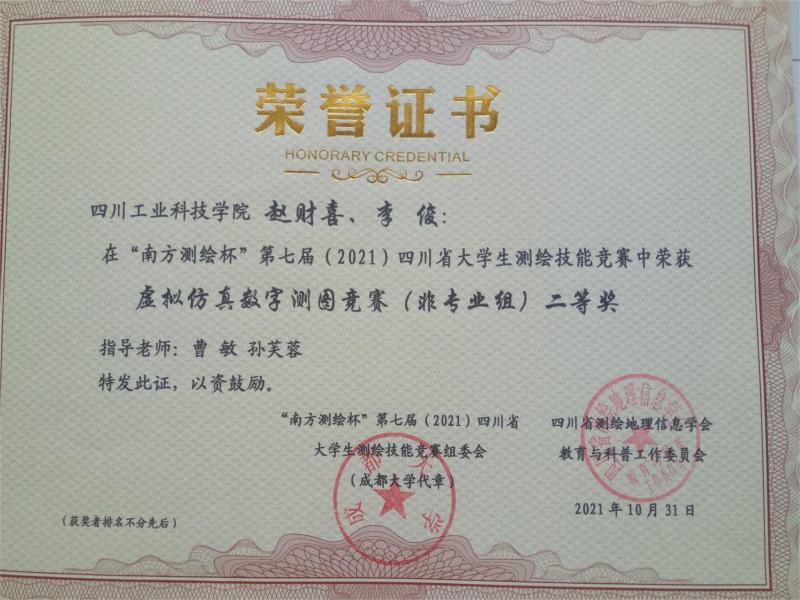 荣誉证书
HONORARY CREDENTIAL
四川工业科技学院 赵财喜、李 俊：
在“南方测绘杯”第七届（2021）四川省大学生测绘技能竞赛中荣获
虚拟仿真数字测图竞赛（非专业组）二等奖
指导老师：曹 敏 孙芙蓉
特发此证，以资鼓励。
“南方测绘杯”第七届（2021）四川省
大学生测绘技能竞赛组委会
（成都大学代章）
成都大学
四川省测绘地理信息学会
教育与科普工作委员会
2021年10月31日
（获奖者排名不分先后）